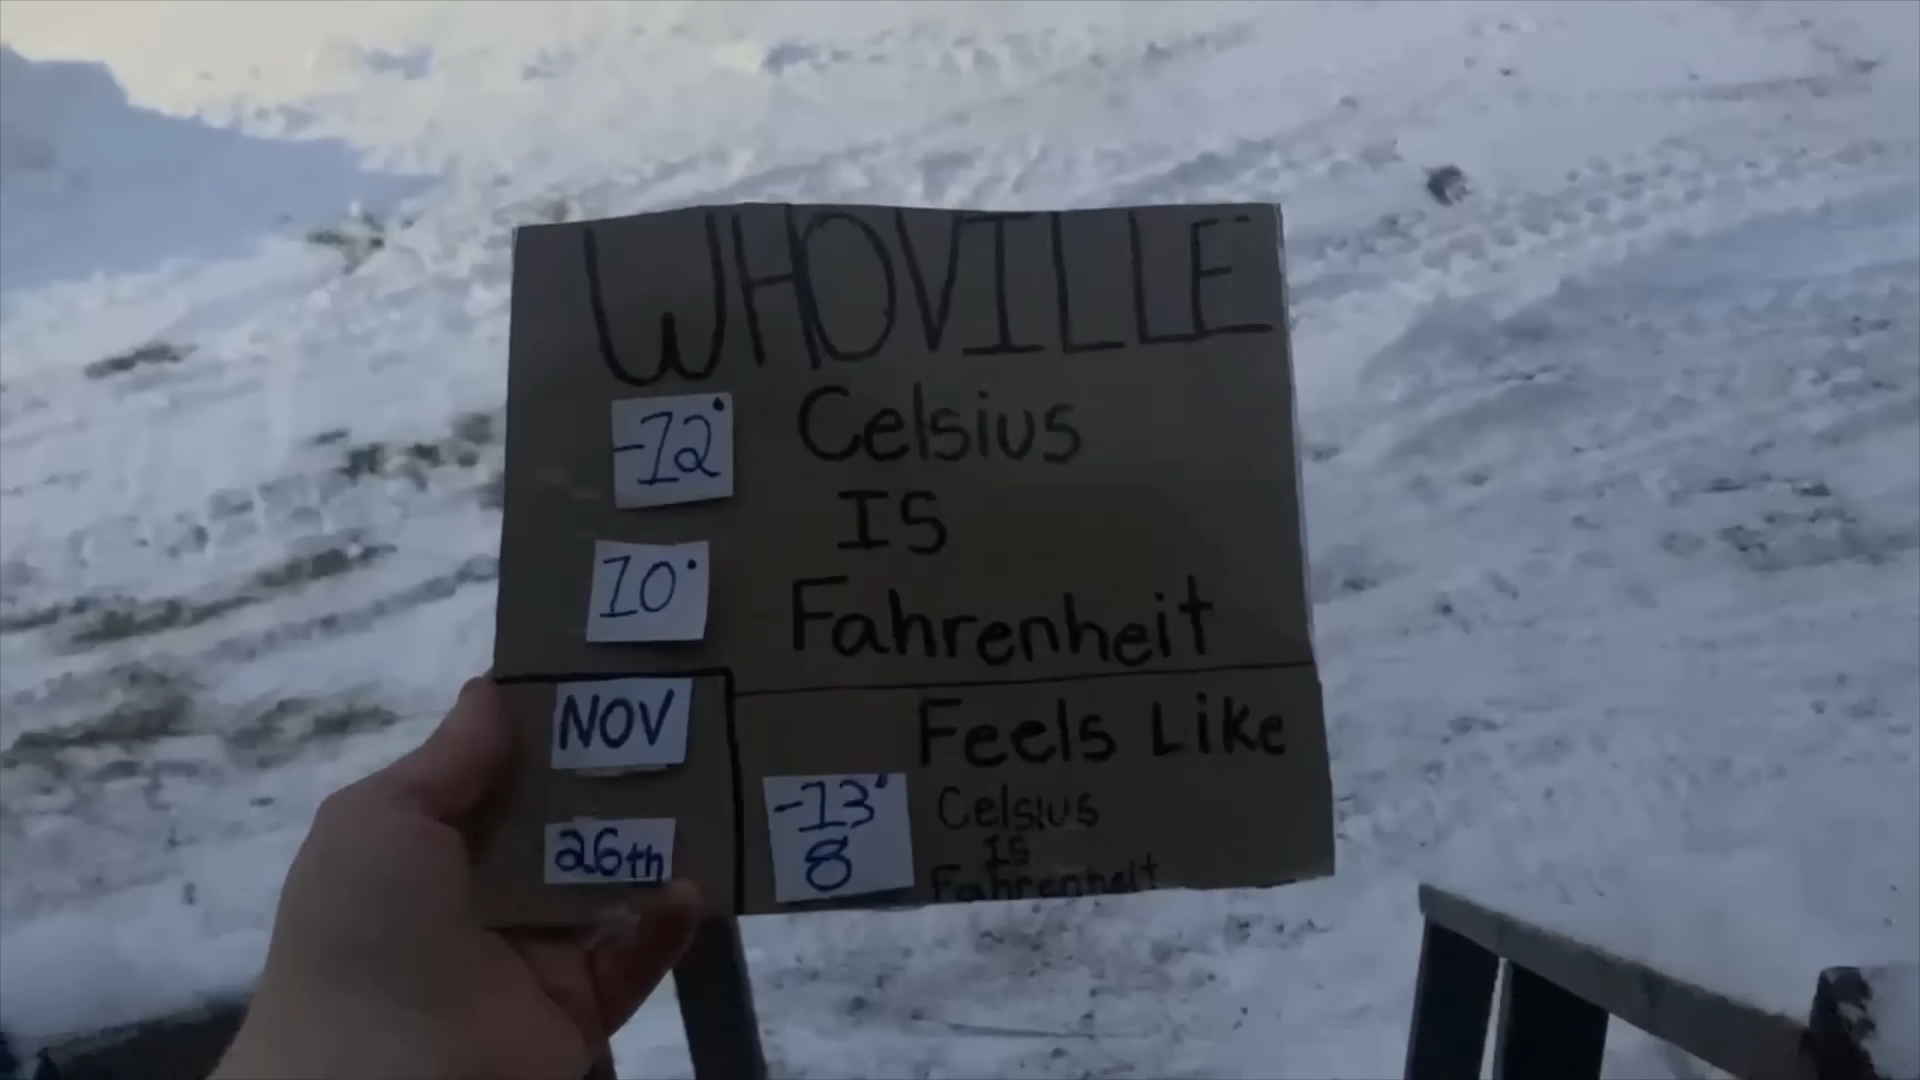 WHOVILLE
-12° Celsius
IS
10° Fahrenheit
NOV
26th
Feels Like
-13° Celsius
IS
8 Fahrenheit